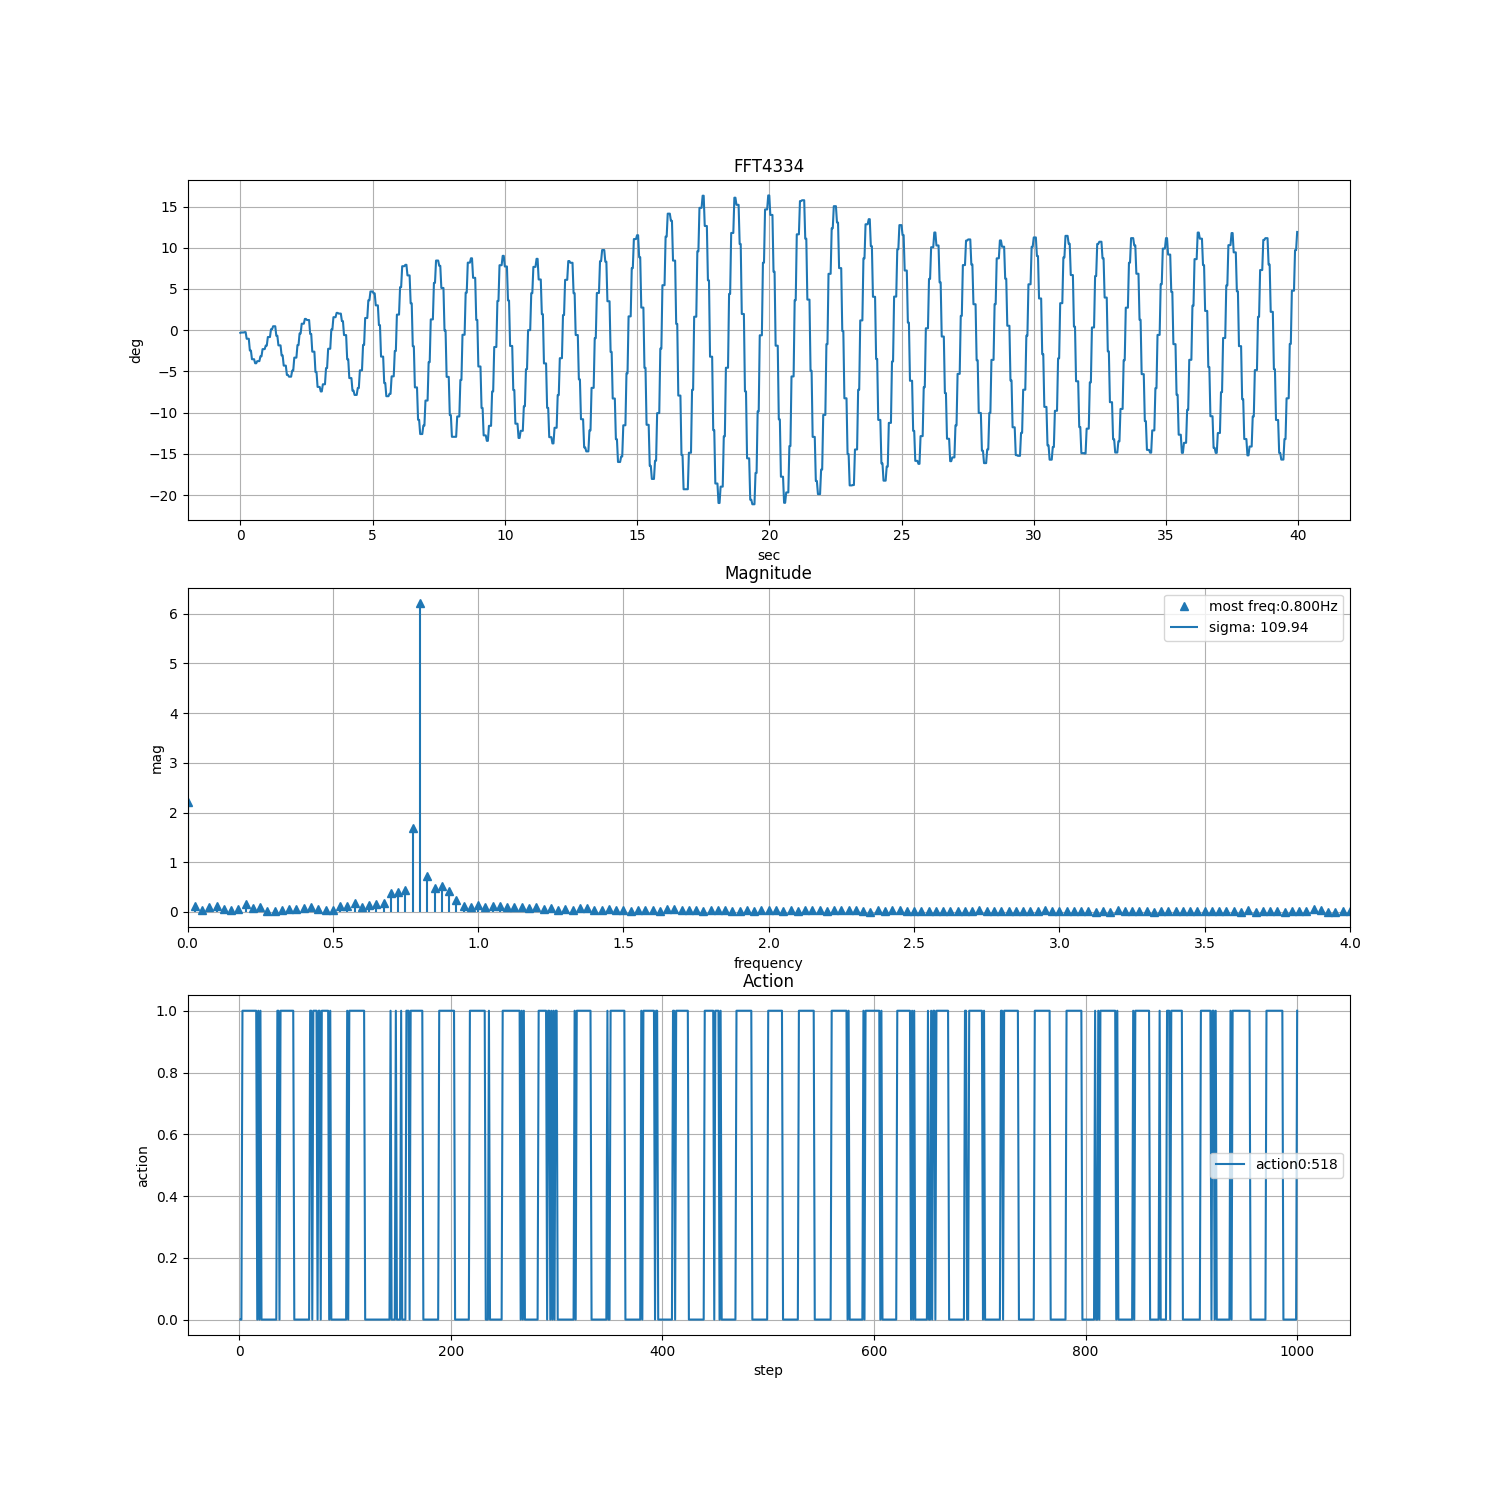 FFT4334
15
10
5
0
−5
−10
−15
−20
deg
0 5 10 15 20 25 30 35 40
sec
Magnitude
most freq:0.800Hz
sigma: 109.94
6
5
4
3
2
1
0
mag
0.0 0.5 1.0 1.5 2.0 2.5 3.0 3.5 4.0
frequency
Action
1.0
0.8
0.6
0.4
0.2
0.0
action
action0:518
0 200 400 600 800 1000
step